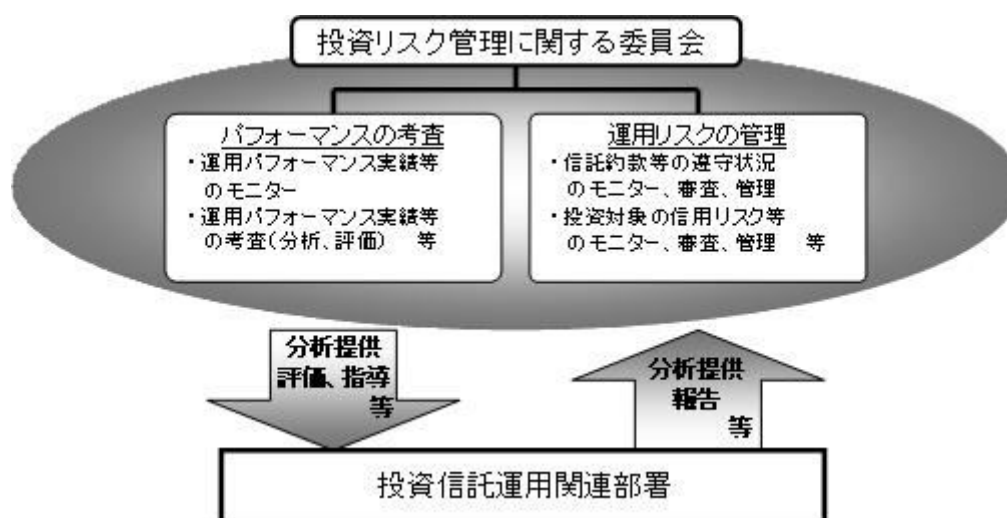 投資リスク管理に関する委員会
パフォーマンスの考査
・運用パフォーマンス実績等
のモニター
・運用パフォーマンス実績等
の考査(分析、評価) 等
運用リスクの管理
・信託約款等の遵守状況
のモニター、審査、管理
・投資対象の信用リスク等
のモニター、審査、管理 等
分析提供
評価、指導
等
分析提供
報告
等
投資信託運用関連部署